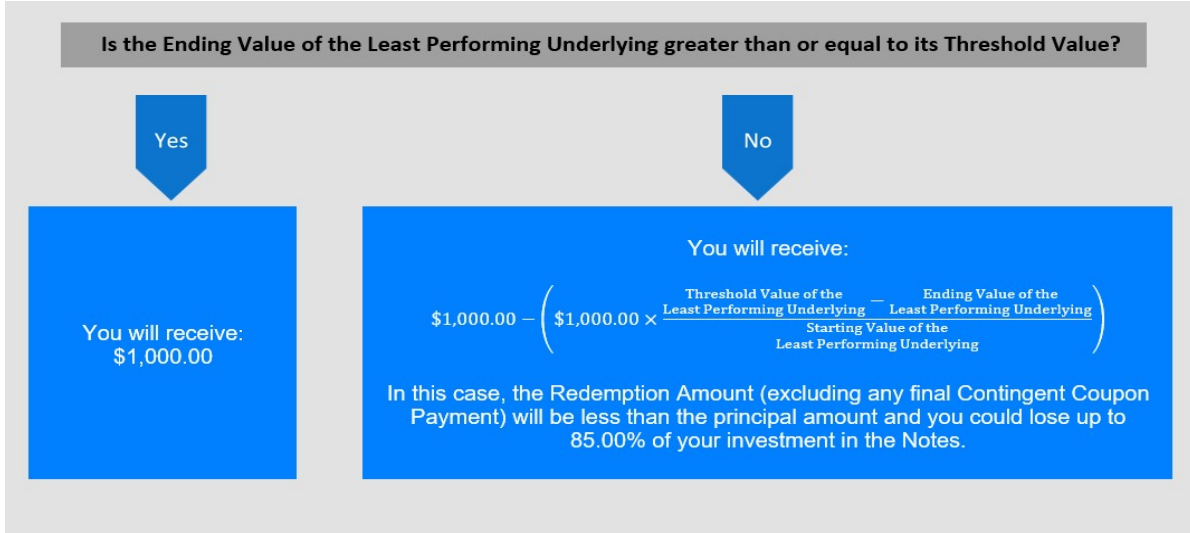 Is the Ending Value of the Least Performing Underlying greater than or equal to its Threshold Value?
Yes
No
You will receive:
$1,000.00
You will receive:
$1,000.00 − ($1,000.00 × (Threshold Value of the Least Performing Underlying − Ending Value of the Least Performing Underlying) / Starting Value of the Least Performing Underlying)
In this case, the Redemption Amount (excluding any final Contingent Coupon
Payment) will be less than the principal amount and you could lose up to
85.00% of your investment in the Notes.